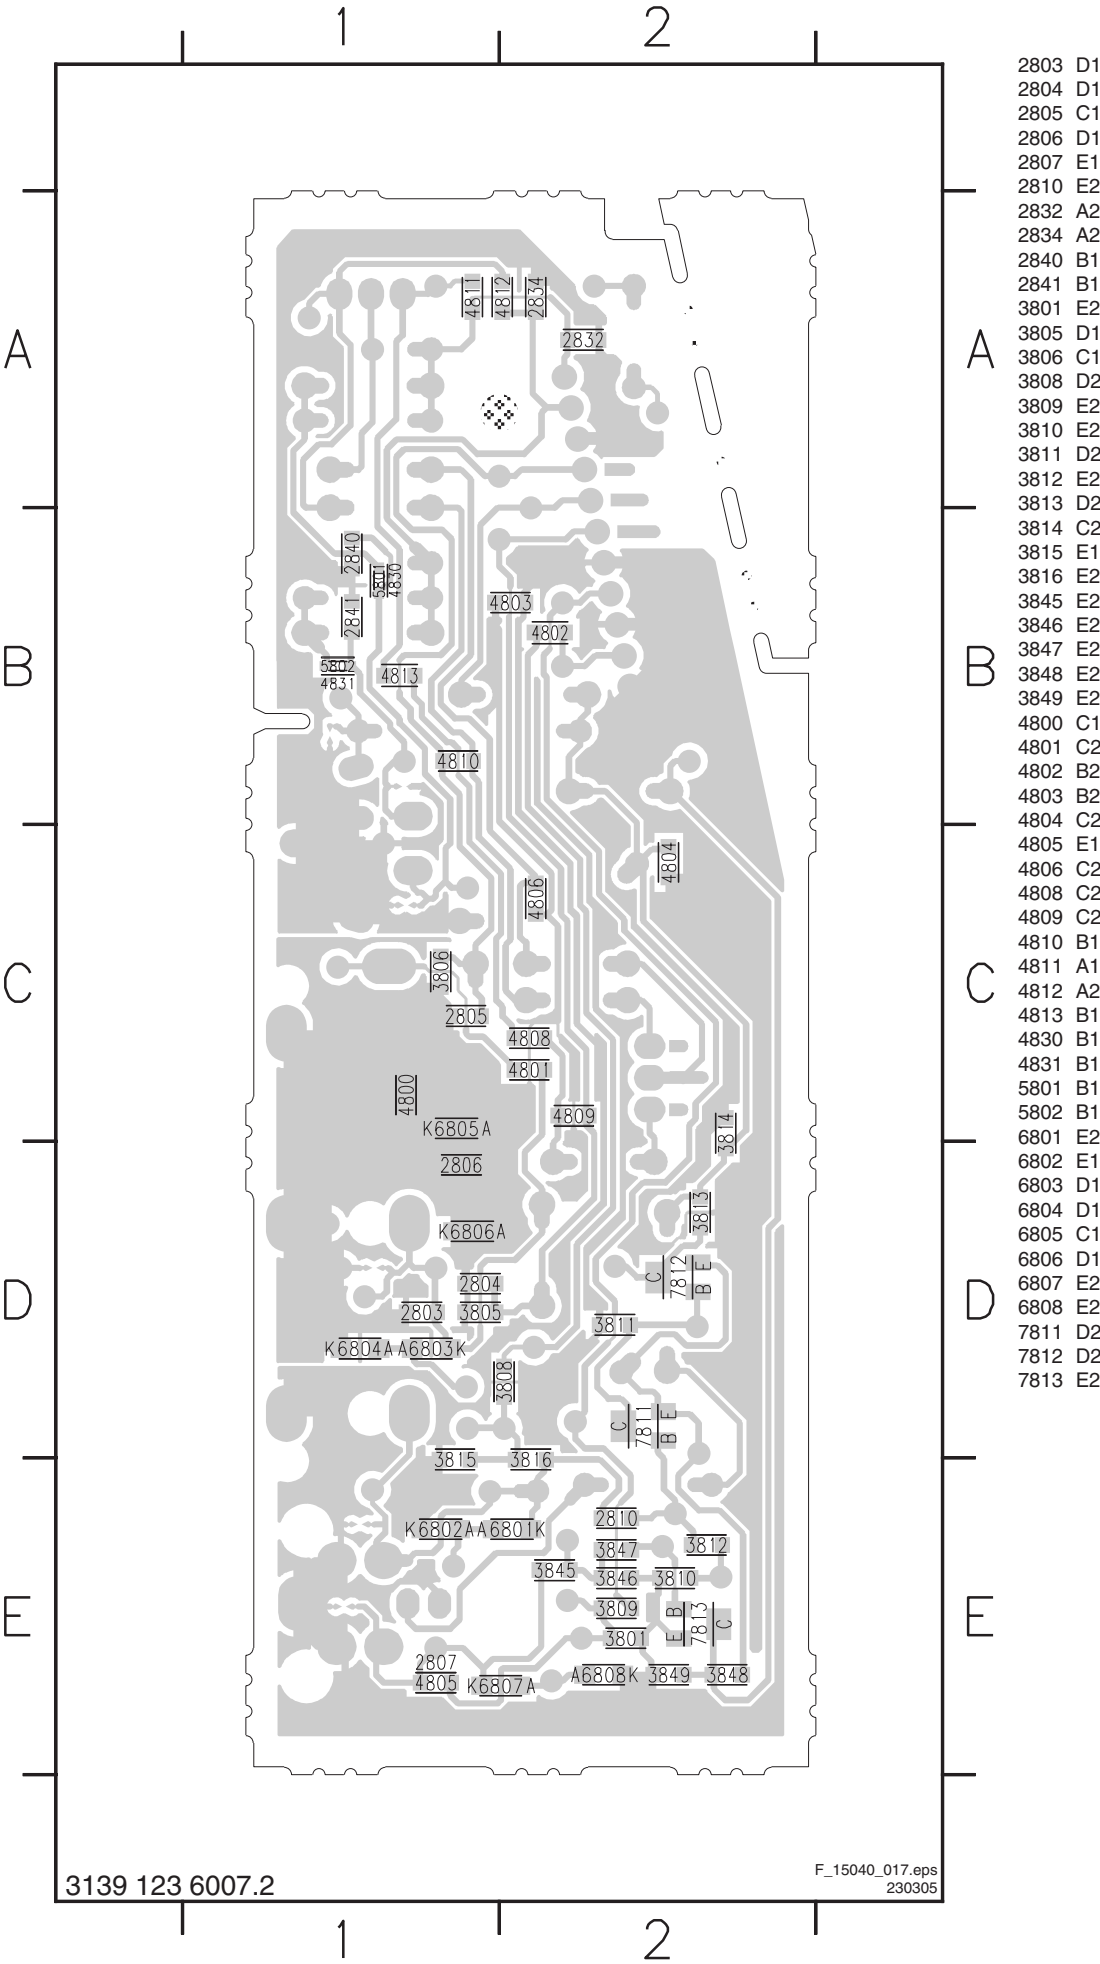 1 2
2803 D1
2804 D1
2805 C1
2806 D1
2807 E1
2810 E2
2832 A2
2834 A2
2840 B1
2841 B1
3801 E2
3805 D1
3806 C1
3808 D2
3809 E2
3810 E2
3811 D2
3812 E2
3813 D2
3814 C2
3815 E1
3816 E2
3845 E2
3846 E2
3847 E2
3848 E2
3849 E2
4800 C1
4801 C2
4802 B2
4803 B2
4804 C2
4805 E1
4806 C2
4808 C2
4809 C2
4810 B1
4811 A1
4812 A2
4813 B1
4830 B1
4831 B1
5801 B1
5802 B1
6801 E2
6802 E1
6803 D1
6804 D1
6805 C1
6806 D1
6807 E2
6808 E2
7811 D2
7812 D2
7813 E2
4811 4812 2834
2832
A A
2840
5801 4830
2841
4803
4802
B B
5802
4831
4813
4810
4804
4806
3806
C C
2805
4808
4801
4800
4809
K6805A
3814
2806
3813
K6806A
C 7812 B E
2804
D D
2803 3805
3811
K6804A A6803K
3808
C 7811 B E
3815 3816
2810
K6802A A6801K
3847 3812
3845
3846 3810
3809
E E
E B 7813 C
3801
2807
4805 K6807A
A6808K 3849 3848
3139 123 6007.2
F_15040_017.eps
230305
1 2